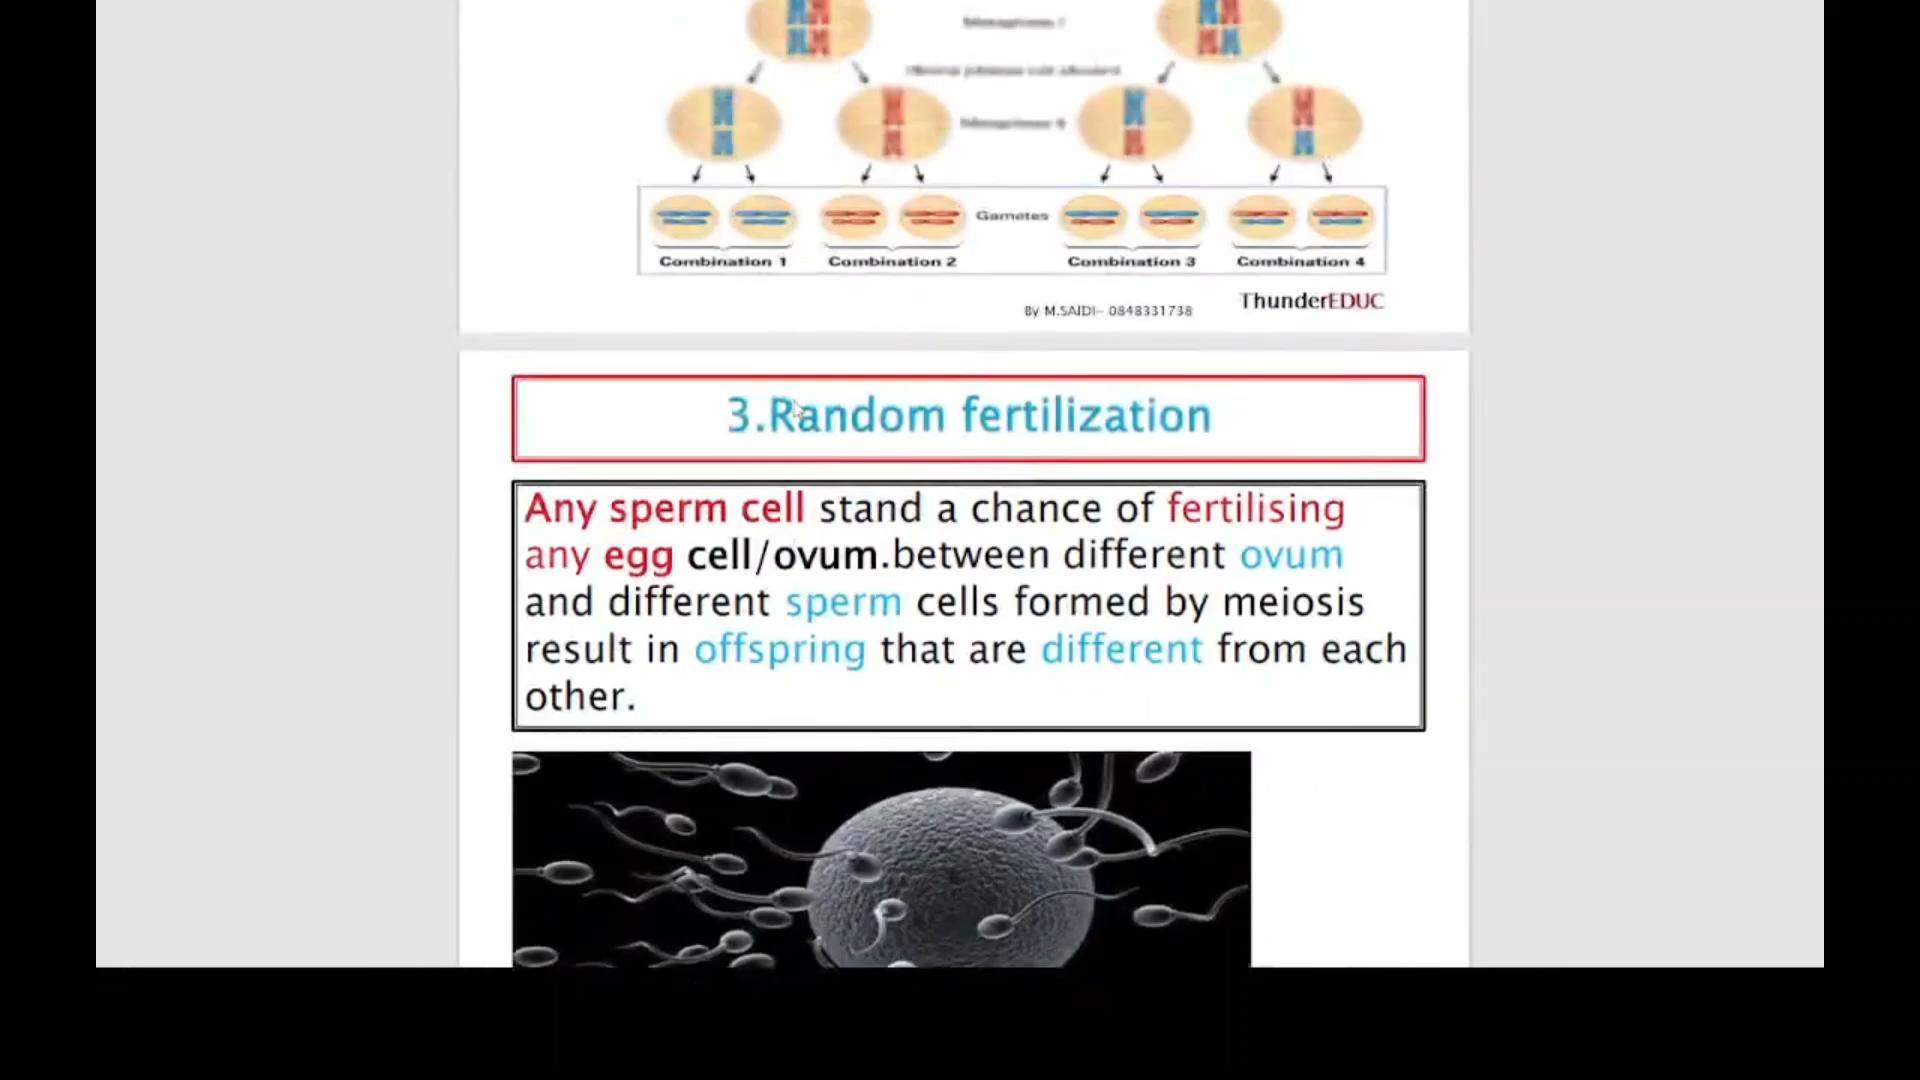 Gametes
Combination 1 Combination 2 Combination 3 Combination 4
By M.SAIDI- 0848331738
ThunderEDUC
3.Random fertilization
Any sperm cell stand a chance of fertilising
any egg cell/ovum.between different ovum
and different sperm cells formed by meiosis
result in offspring that are different from each
other.